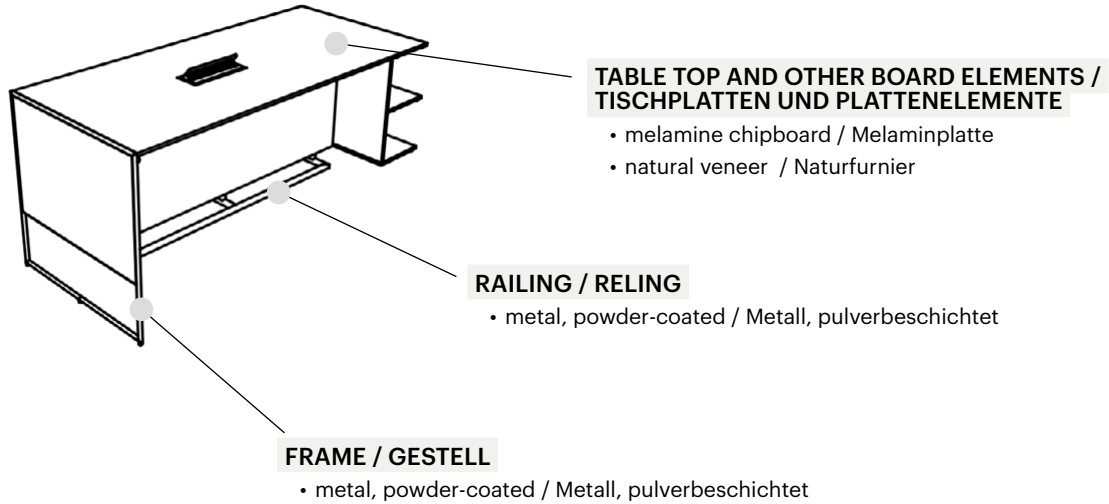 TABLE TOP AND OTHER BOARD ELEMENTS /
TISCHPLATTEN UND PLATTENELEMENTE
• melamine chipboard / Melaminplatte
• natural veneer / Naturfurnier
RAILING / RELING
• metal, powder-coated / Metall, pulverbeschichtet
FRAME / GESTELL
• metal, powder-coated / Metall, pulverbeschichtet